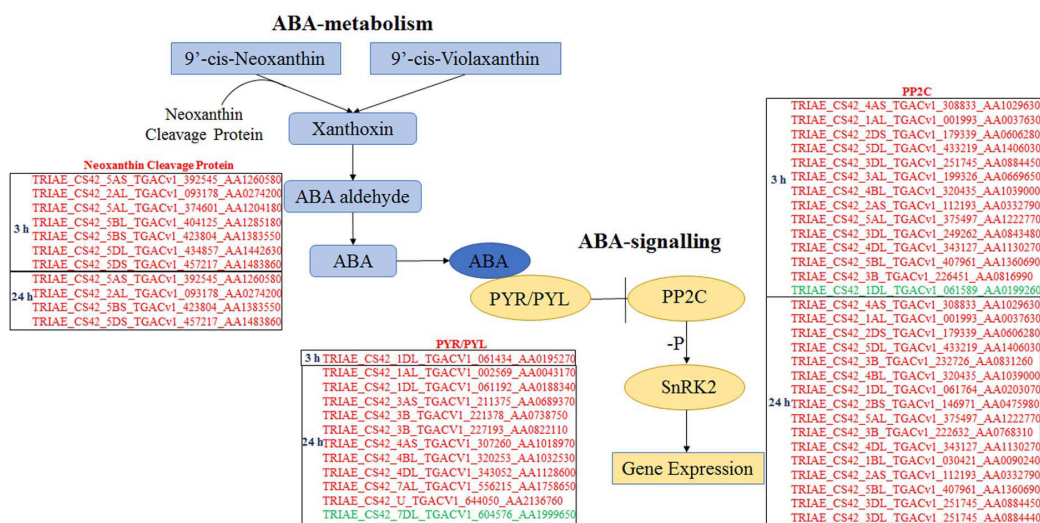 ABA-metabolism
9’-cis-Neoxanthin
9’-cis-Violaxanthin
Neoxanthin
Cleavage Protein
Xanthoxin
ABA aldehyde
ABA
ABA
ABA-signalling
PYR/PYL
PP2C
-P
SnRK2
Gene Expression
Neoxanthin Cleavage Protein
3 h
TRIAE_CS42_5AS_TGACv1_392545_AA1260580
TRIAE_CS42_2AL_TGACv1_093178_AA0274200
TRIAE_CS42_5AL_TGACv1_374601_AA1204180
TRIAE_CS42_5BL_TGACv1_404125_AA1285180
TRIAE_CS42_5BS_TGACv1_423804_AA1383550
TRIAE_CS42_5DL_TGACv1_434857_AA1442630
TRIAE_CS42_5DS_TGACv1_457217_AA1483860
24 h
TRIAE_CS42_5AS_TGACv1_392545_AA1260580
TRIAE_CS42_2AL_TGACv1_093178_AA0274200
TRIAE_CS42_5BS_TGACv1_423804_AA1383550
TRIAE_CS42_5DS_TGACv1_457217_AA1483860
PYR/PYL
3 h
TRIAE_CS42_1DL_TGACV1_061434_AA0195270
24 h
TRIAE_CS42_1AL_TGACV1_002569_AA0043170
TRIAE_CS42_1DL_TGACV1_061192_AA0188340
TRIAE_CS42_3AS_TGACV1_211375_AA0689370
TRIAE_CS42_3B_TGACV1_221378_AA0738750
TRIAE_CS42_3B_TGACV1_227193_AA0822110
TRIAE_CS42_4AS_TGACV1_307260_AA1018970
TRIAE_CS42_4BL_TGACV1_320253_AA1032530
TRIAE_CS42_4DL_TGACV1_343052_AA1128600
TRIAE_CS42_7AL_TGACV1_556215_AA1758650
TRIAE_CS42_U_TGACV1_644050_AA2136760
TRIAE_CS42_7DL_TGACV1_604576_AA1999650
PP2C
3 h
TRIAE_CS42_4AS_TGACv1_308833_AA1029630
TRIAE_CS42_1AL_TGACv1_001993_AA0037630
TRIAE_CS42_2DS_TGACv1_179339_AA0606280
TRIAE_CS42_5DL_TGACv1_433219_AA1406030
TRIAE_CS42_3DL_TGACv1_251745_AA0884450
TRIAE_CS42_3AL_TGACv1_199326_AA0669650
TRIAE_CS42_4BL_TGACv1_320435_AA1039000
TRIAE_CS42_2AS_TGACv1_112193_AA0332790
TRIAE_CS42_5AL_TGACv1_375497_AA1222770
TRIAE_CS42_3DL_TGACv1_249262_AA0843480
TRIAE_CS42_4DL_TGACv1_343127_AA1130270
TRIAE_CS42_5BL_TGACv1_407961_AA1360690
TRIAE_CS42_3B_TGACv1_226451_AA0816990
TRIAE_CS42_1DL_TGACv1_061589_AA0199260
24 h
TRIAE_CS42_4AS_TGACv1_308833_AA1029630
TRIAE_CS42_1AL_TGACv1_001993_AA0037630
TRIAE_CS42_2DS_TGACv1_179339_AA0606280
TRIAE_CS42_5DL_TGACv1_433219_AA1406030
TRIAE_CS42_3B_TGACv1_232726_AA0831260
TRIAE_CS42_4BL_TGACv1_320435_AA1039000
TRIAE_CS42_1DL_TGACv1_061764_AA0203070
TRIAE_CS42_2BS_TGACv1_146971_AA0475980
TRIAE_CS42_5AL_TGACv1_375497_AA1222770
TRIAE_CS42_3B_TGACv1_222632_AA0768310
TRIAE_CS42_4DL_TGACv1_343127_AA1130270
TRIAE_CS42_1BL_TGACv1_030421_AA0090240
TRIAE_CS42_2AS_TGACv1_112193_AA0332790
TRIAE_CS42_5BL_TGACv1_407961_AA1360690
TRIAE_CS42_3DL_TGACv1_251745_AA0884450
TRIAE_CS42_3DL_TGACv1_251745_AA0884440